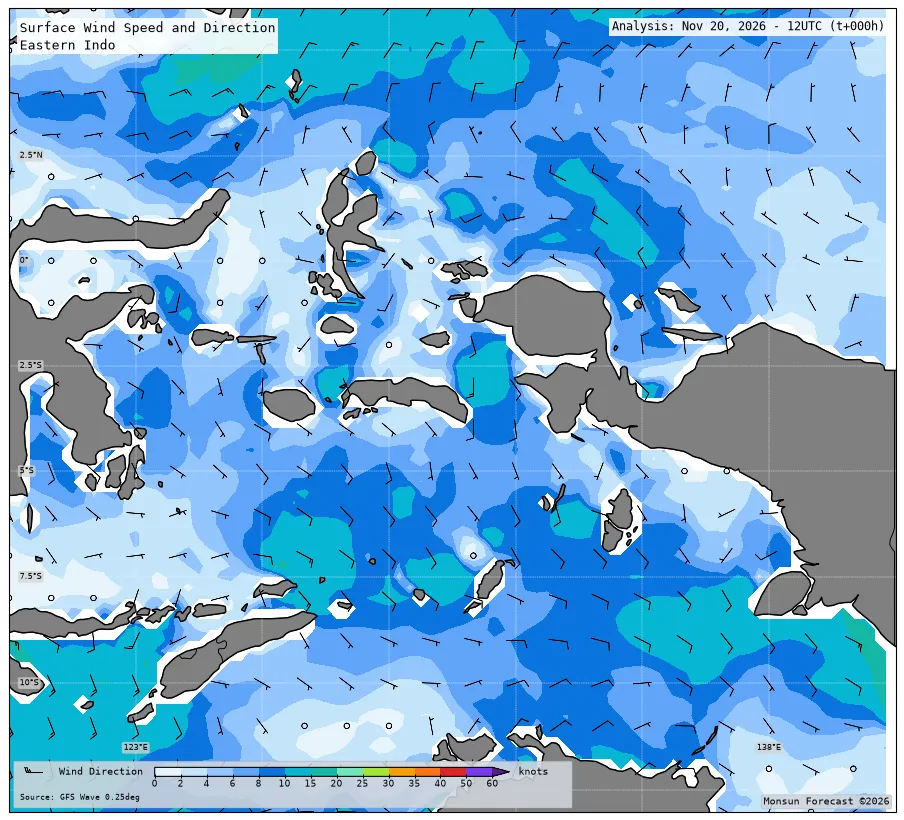 Surface Wind Speed and Direction
Eastern Indo
Analysis: Nov 20, 2026 - 12UTC (t+000h)
2.5°N
0°
2.5°S
5°S
7.5°S
10°S
123°E
138°E
Wind Direction
knots
0 2 4 6 8 10 15 20 25 30 35 40 50 60
Source: GFS Wave 0.25deg
Monsun Forecast ©2026